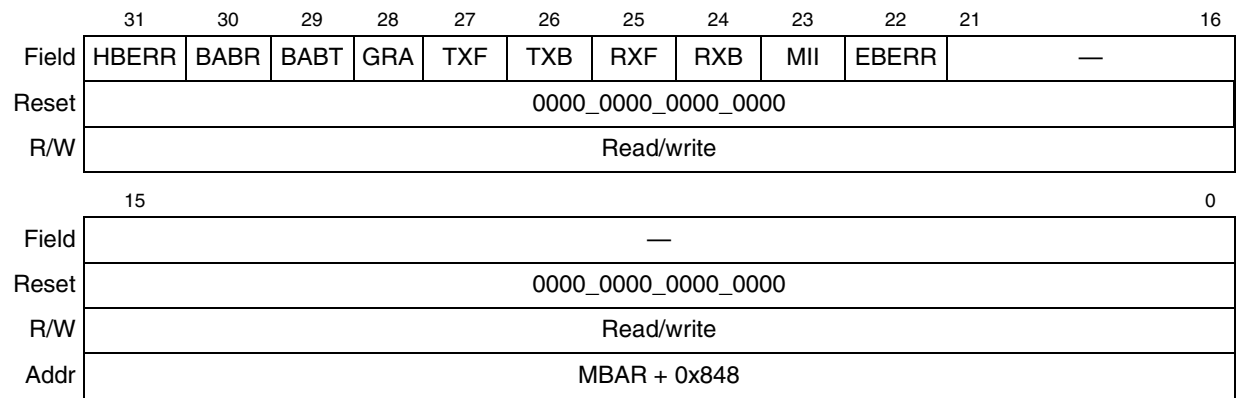 31 30 29 28 27 26 25 24 23 22 21 16
Field HBERR BABR BABT GRA TXF TXB RXF RXB MII EBERR —
Reset 0000_0000_0000_0000
R/W Read/write
15 0
Field —
Reset 0000_0000_0000_0000
R/W Read/write
Addr MBAR + 0x848